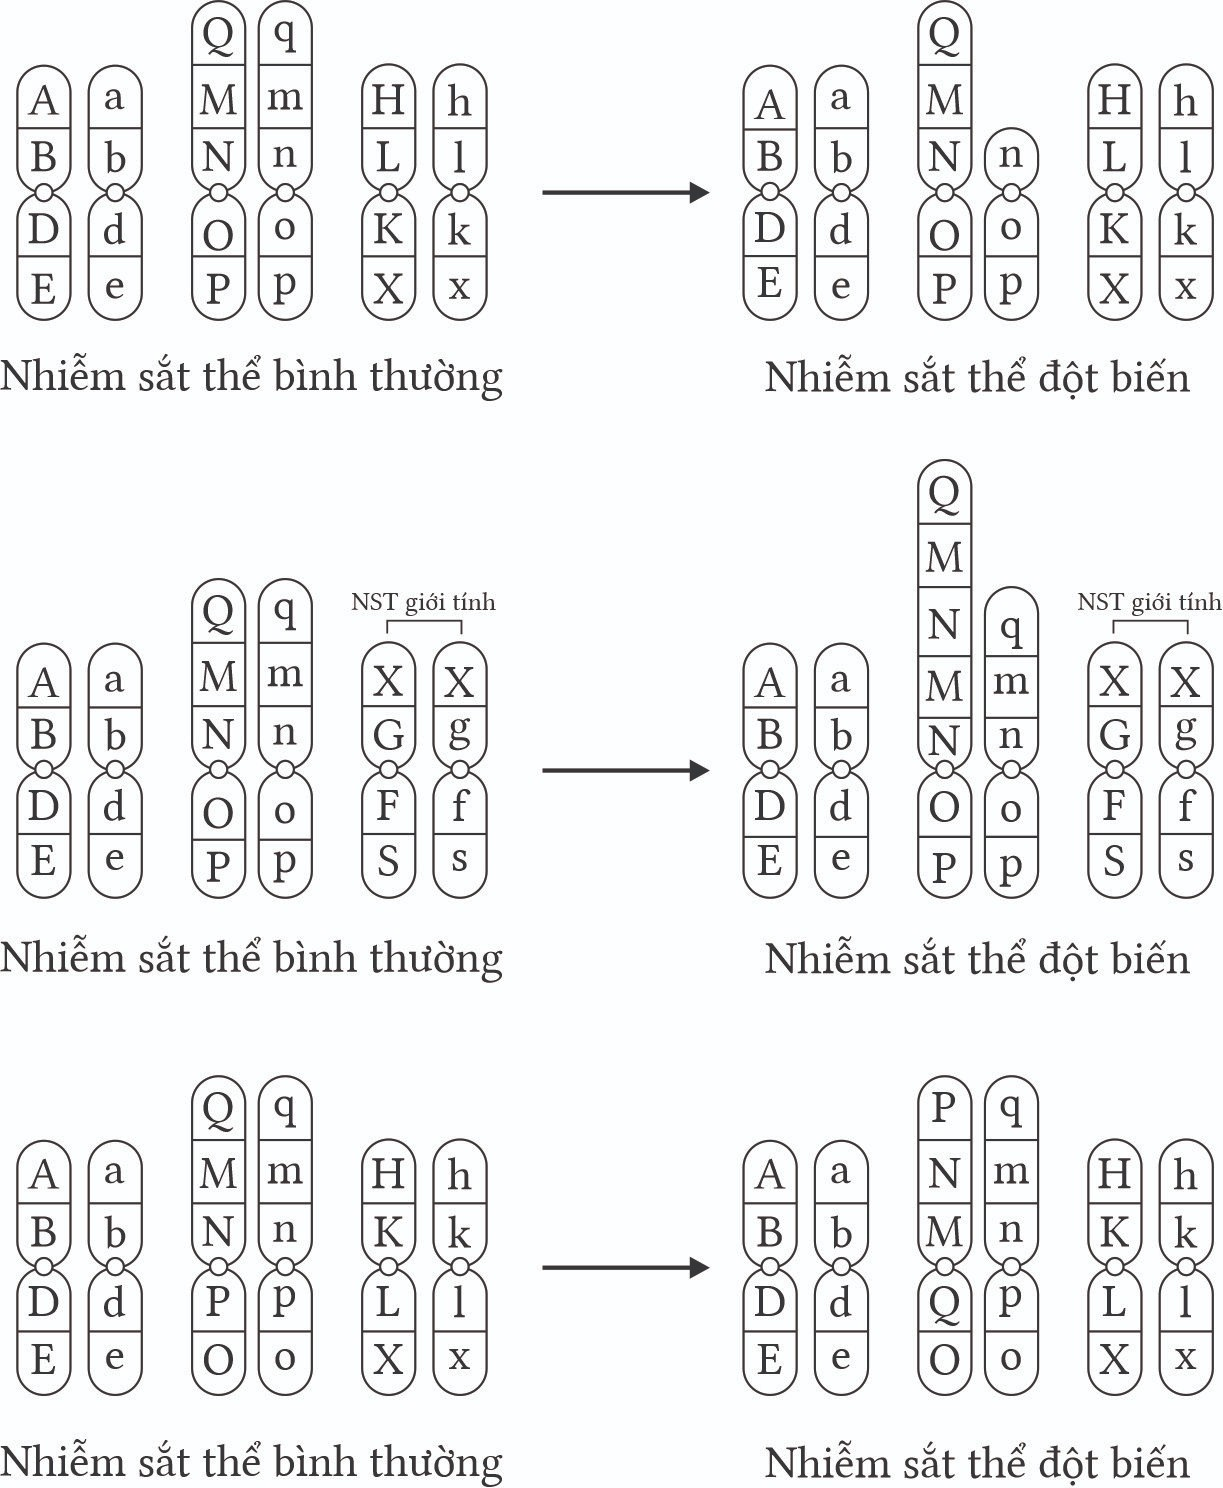 Q q Q
A a M m H h A a M H h
B b N n L l B b N n L l
D d O o K k D d O o K k
E e P p X x E e P p X x
Nhiễm sắt thể bình thường Nhiễm sắt thể đột biến
Q
M
Q q NST giới tính N q NST giới tính
A a M m X X A a M m X X
B b N n G g B b N n G g
D d O o F f D d O o F f
E e P p S s E e P p S s
Nhiễm sắt thể bình thường Nhiễm sắt thể đột biến
Q q P q
A a M m H h A a N m H h
B b N n K k B b M n K k
D d P p L l D d Q p L l
E e O o X x E e O o X x
Nhiễm sắt thể bình thường Nhiễm sắt thể đột biến